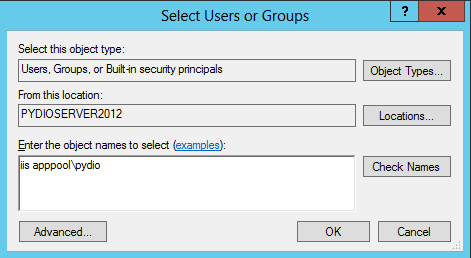 Select Users or Groups
?
x
Select this object type:
Users, Groups, or Built-in security principals
Object Types...
From this location:
PYDIOSERVER2012
Locations...
Enter the object names to select (examples):
iis apppool\pydio
Check Names
Advanced...
OK
Cancel